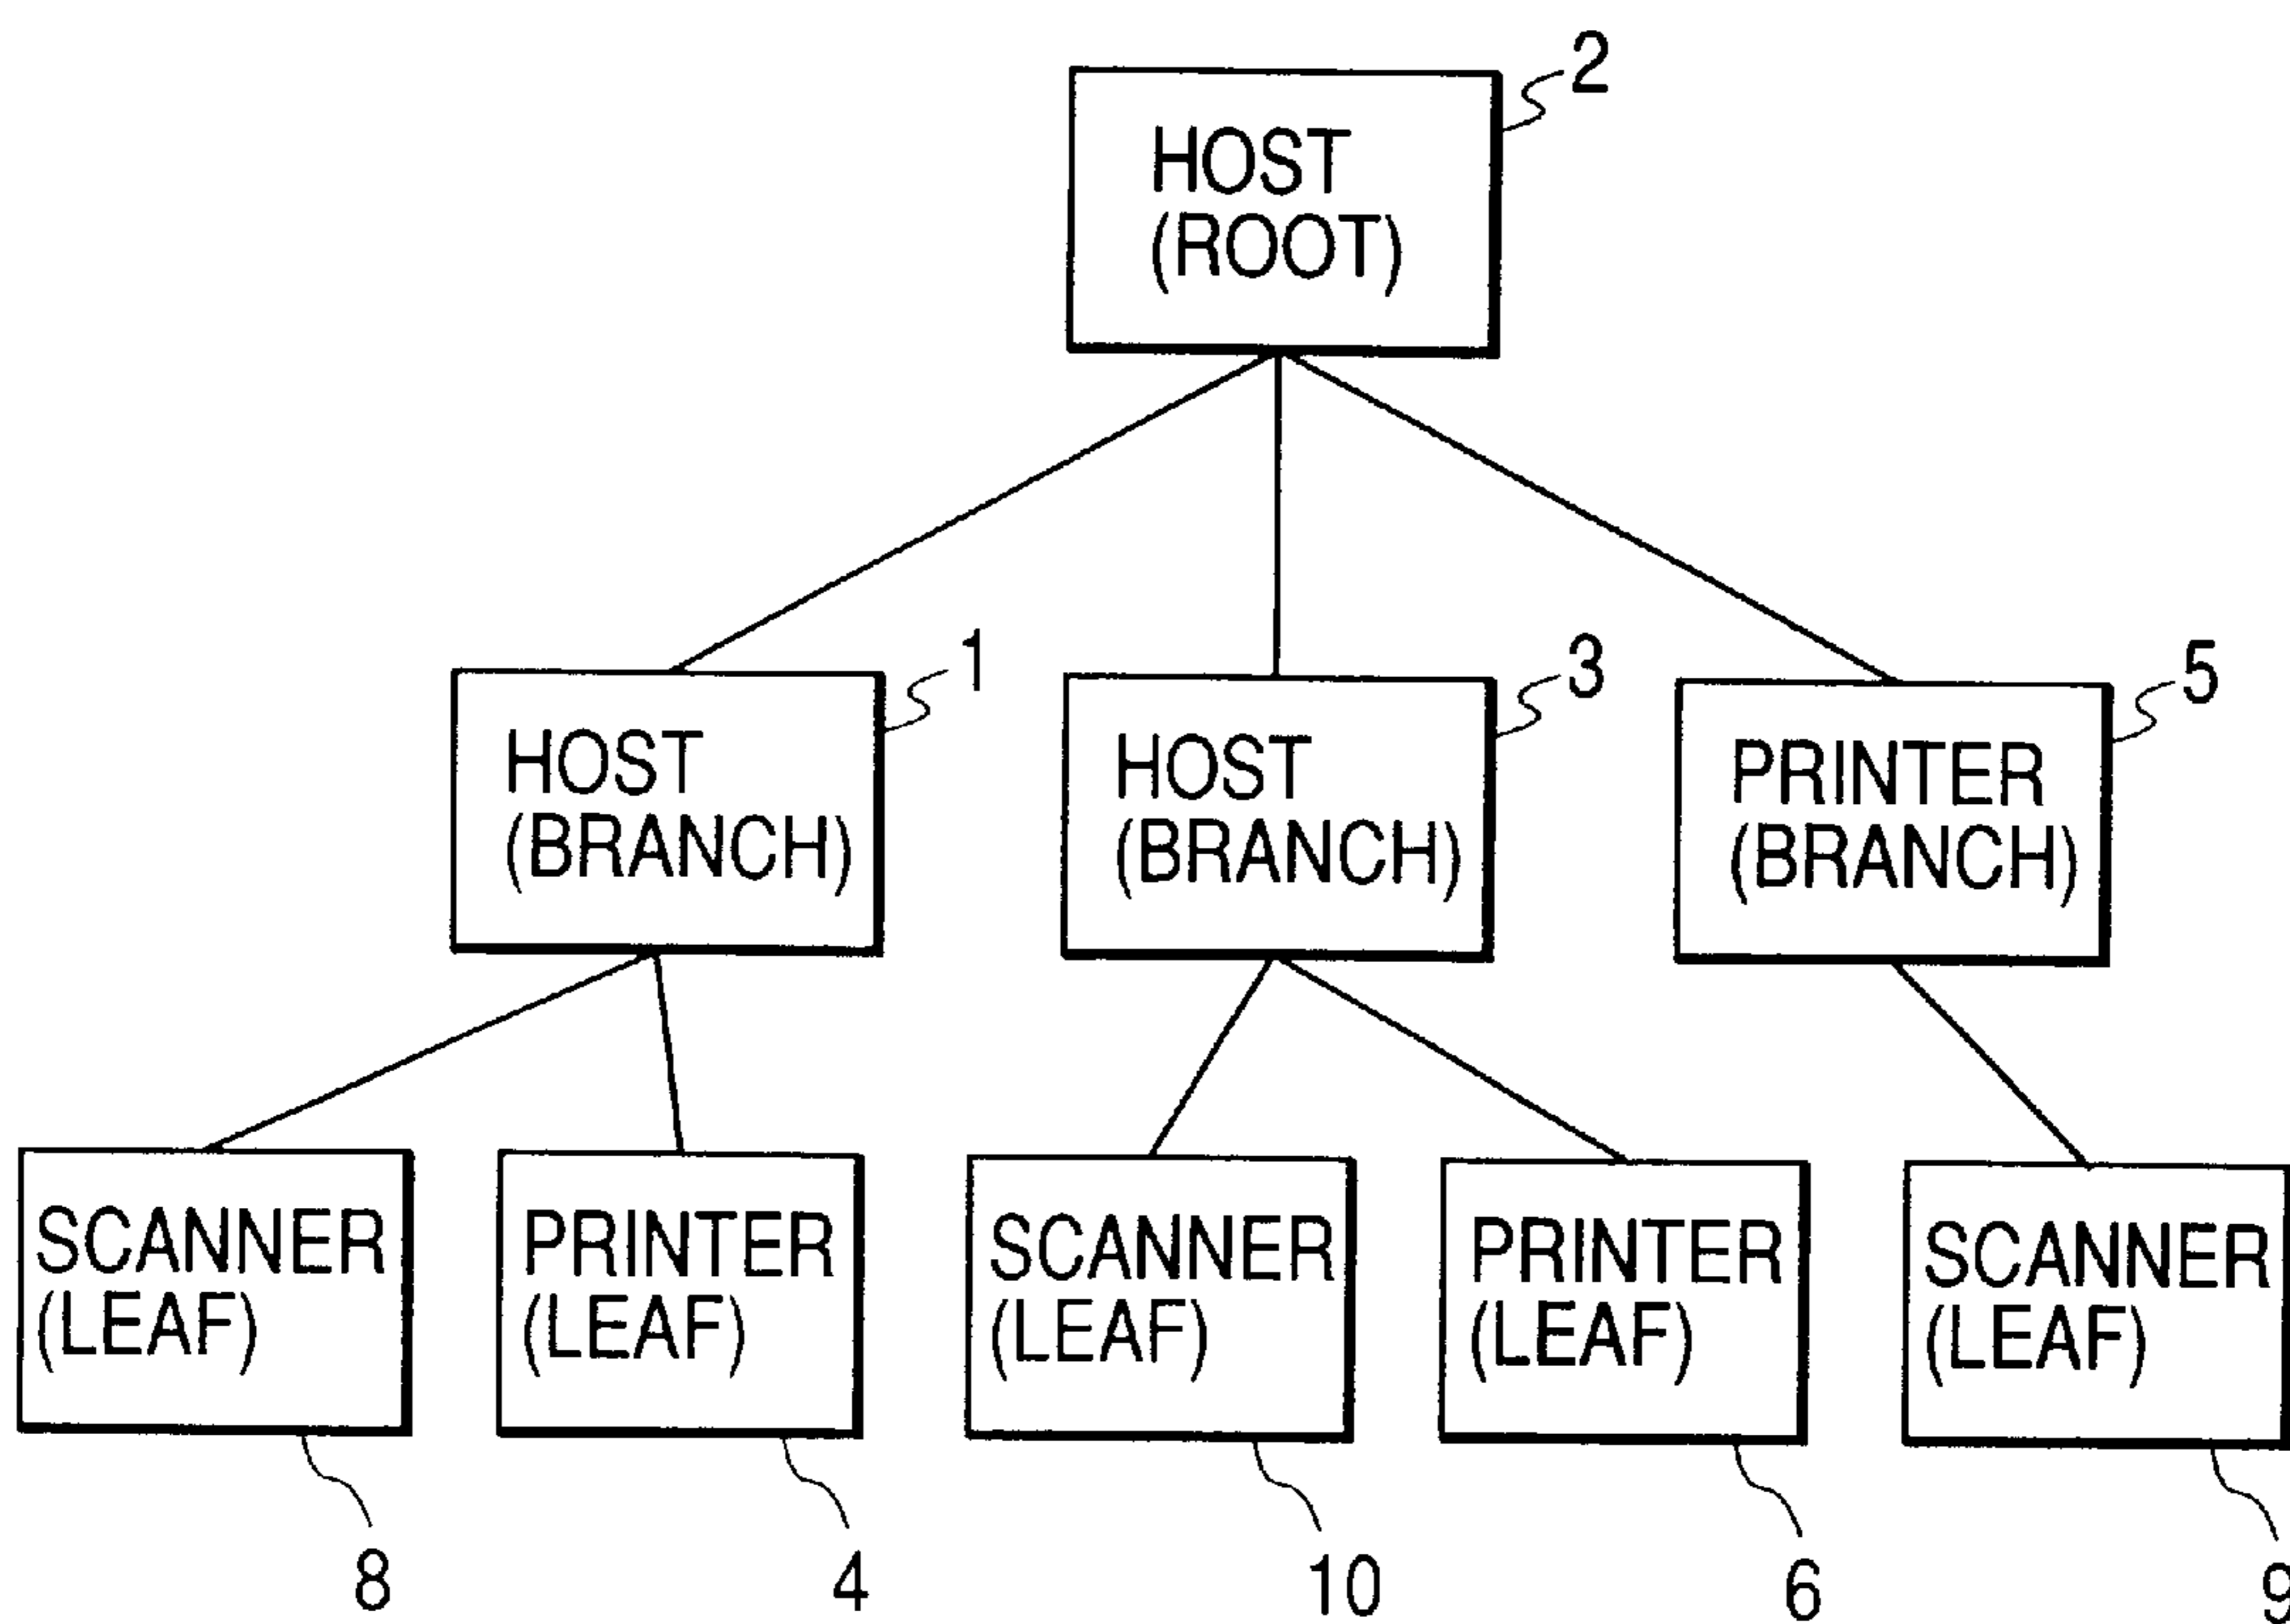 2
HOST
(ROOT)
1
3
5
HOST
(BRANCH)
HOST
(BRANCH)
PRINTER
(BRANCH)
SCANNER
(LEAF)
PRINTER
(LEAF)
SCANNER
(LEAF)
PRINTER
(LEAF)
SCANNER
(LEAF)
8
4
10
6
9